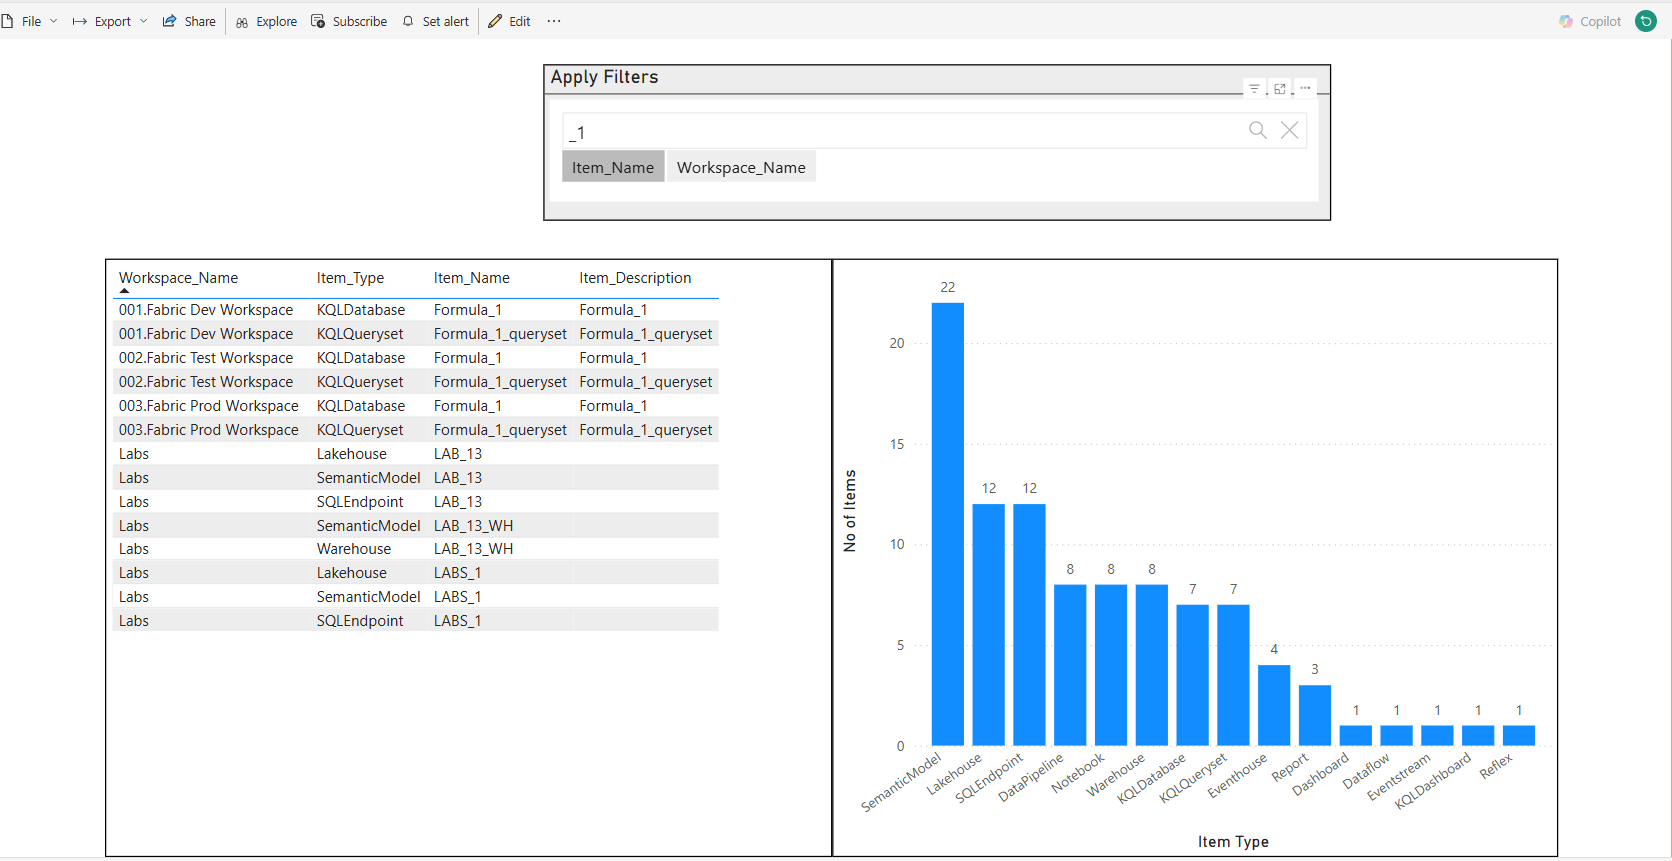 File Export Share Explore Subscribe Set alert Edit ... Copilot
Apply Filters
_1
Item_Name Workspace_Name
Workspace_Name Item_Type Item_Name Item_Description
001.Fabric Dev Workspace KQLDatabase Formula_1 Formula_1
001.Fabric Dev Workspace KQLQueryset Formula_1_queryset Formula_1_queryset
002.Fabric Test Workspace KQLDatabase Formula_1 Formula_1
002.Fabric Test Workspace KQLQueryset Formula_1_queryset Formula_1_queryset
003.Fabric Prod Workspace KQLDatabase Formula_1 Formula_1
003.Fabric Prod Workspace KQLQueryset Formula_1_queryset Formula_1_queryset
Labs Lakehouse LAB_13
Labs SemanticModel LAB_13
Labs SQLEndpoint LAB_13
Labs SemanticModel LAB_13_WH
Labs Warehouse LAB_13_WH
Labs Lakehouse LABS_1
Labs SemanticModel LABS_1
Labs SQLEndpoint LABS_1
No of Items
20
15
10
5
0
22 12 12 8 8 8 7 7 4 3 1 1 1 1 1
SemanticModel Lakehouse SQLEndpoint DataPipeline Notebook Warehouse KQLDatabase KQLQueryset Eventhouse Report Dashboard Dataflow Eventstream KQLDashboard Reflex
Item Type